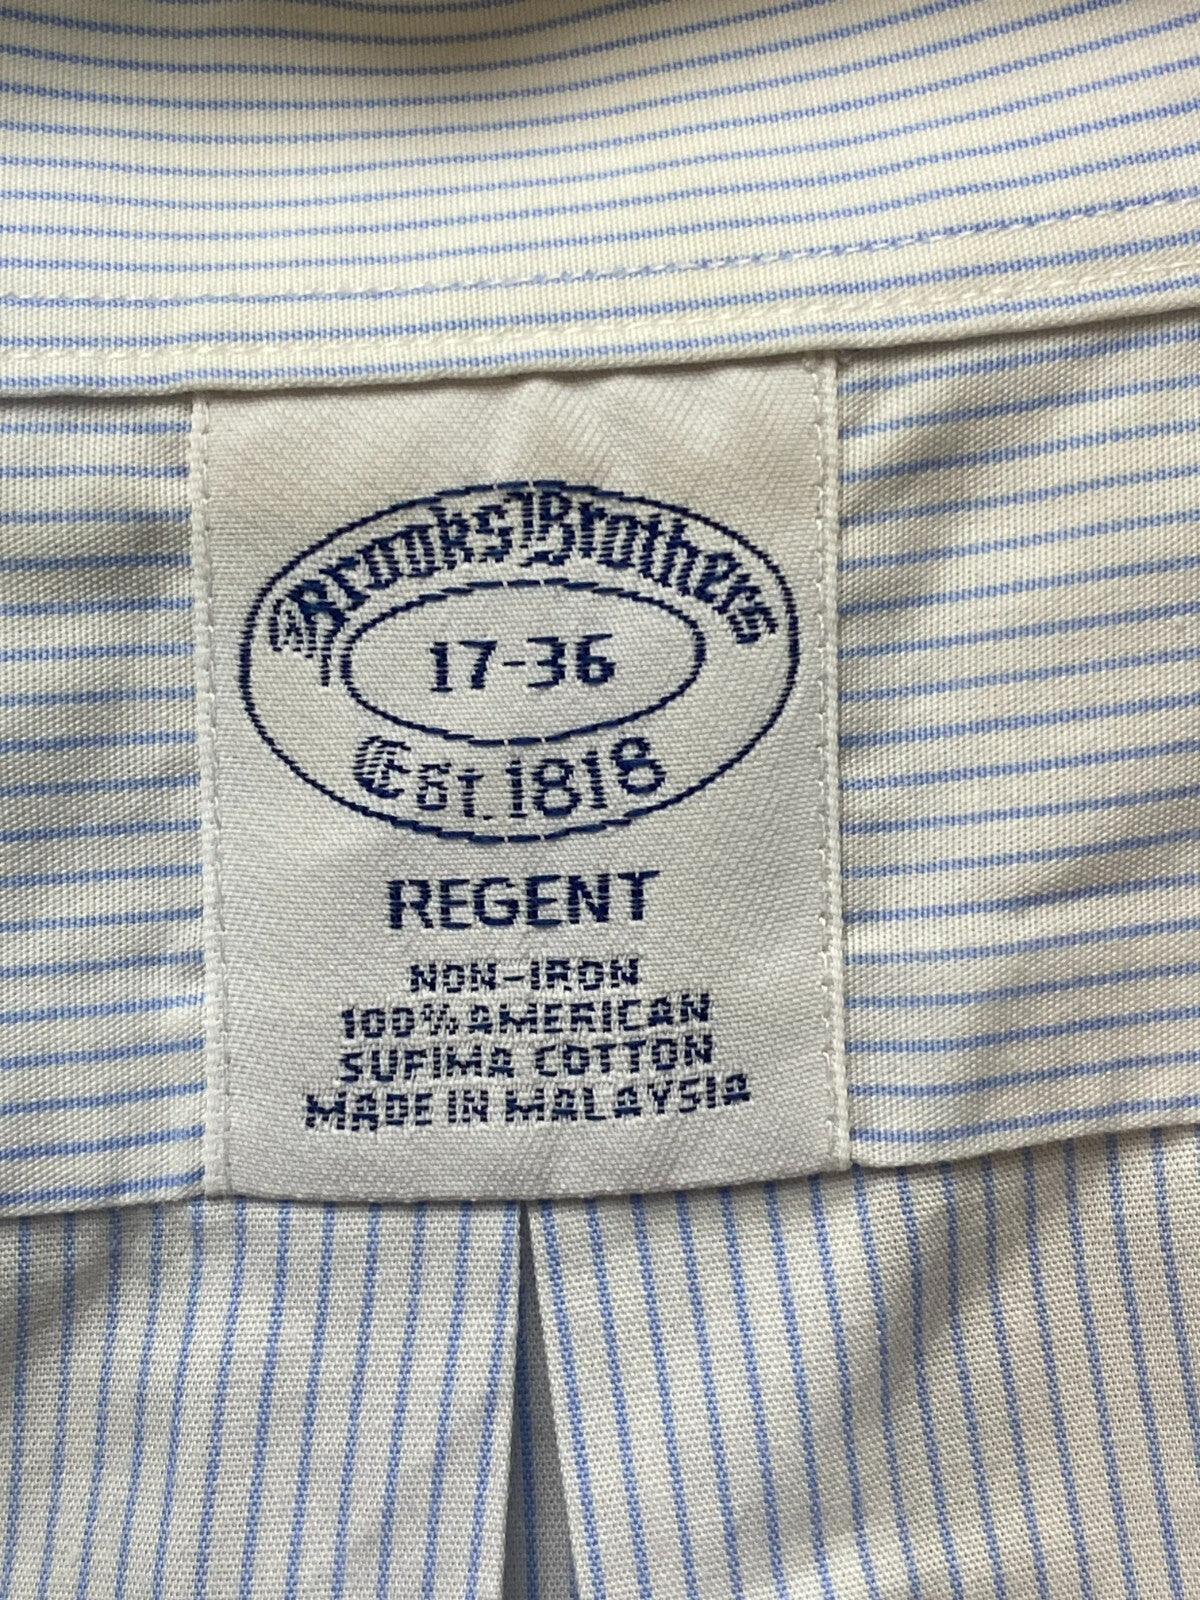 Brooks Brothers
17-36
Est. 1818
REGENT
NON-IRON
100% AMERICAN
SUPIMA COTTON
MADE IN MALAYSIA